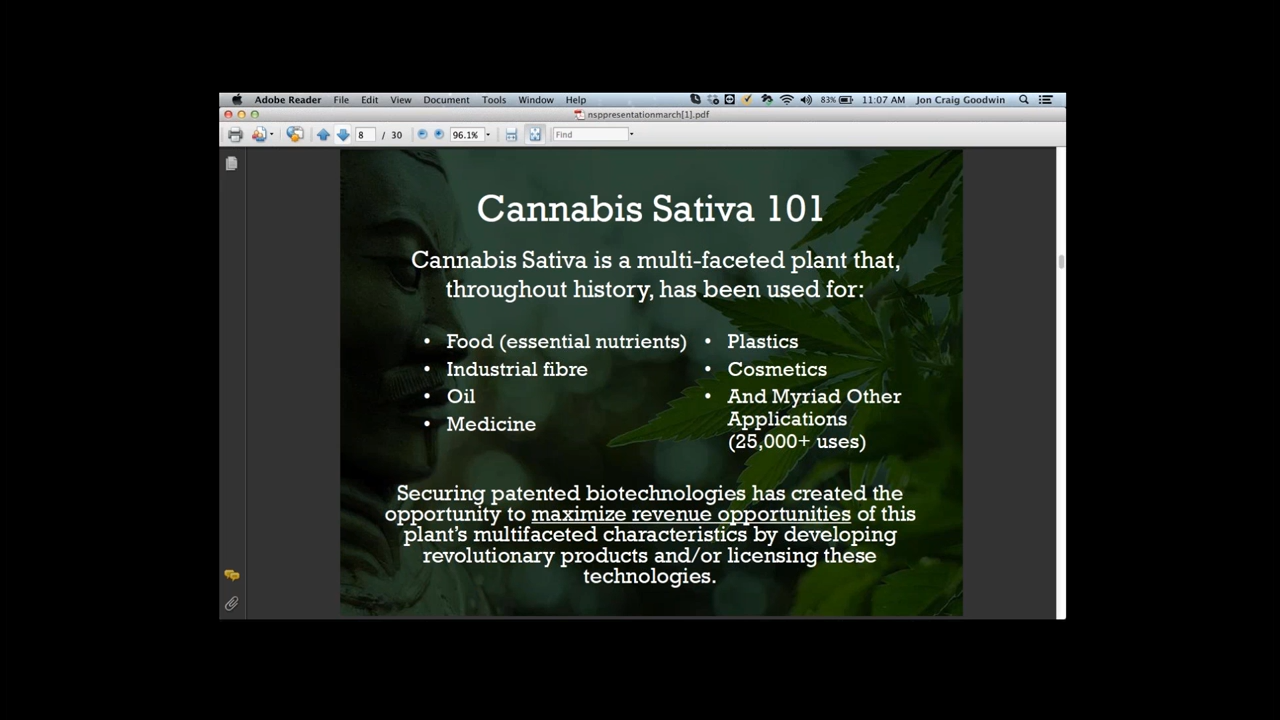 Adobe Reader File Edit View Document Tools Window Help 83% 11:07 AM Jon Craig Goodwin
nsppresentationmarch[1].pdf
8 / 30 96.1% Find
Cannabis Sativa 101
Cannabis Sativa is a multi-faceted plant that,
throughout history, has been used for:
• Food (essential nutrients)
• Industrial fibre
• Oil
• Medicine
• Plastics
• Cosmetics
• And Myriad Other
Applications
(25,000+ uses)
Securing patented biotechnologies has created the
opportunity to maximize revenue opportunities of this
plant's multifaceted characteristics by developing
revolutionary products and/or licensing these
technologies.